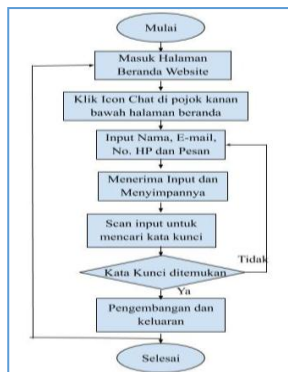 Mulai
Masuk Halaman
Beranda Website
Klik Icon Chat di pojok kanan
bawah halaman beranda
Input Nama, E-mail,
No. HP dan Pesan
Menerima Input dan
Menyimpannya
Scan input untuk
mencari kata kunci
Tidak
Kata Kunci ditemukan
Ya
Pengembangan dan
keluaran
Selesai